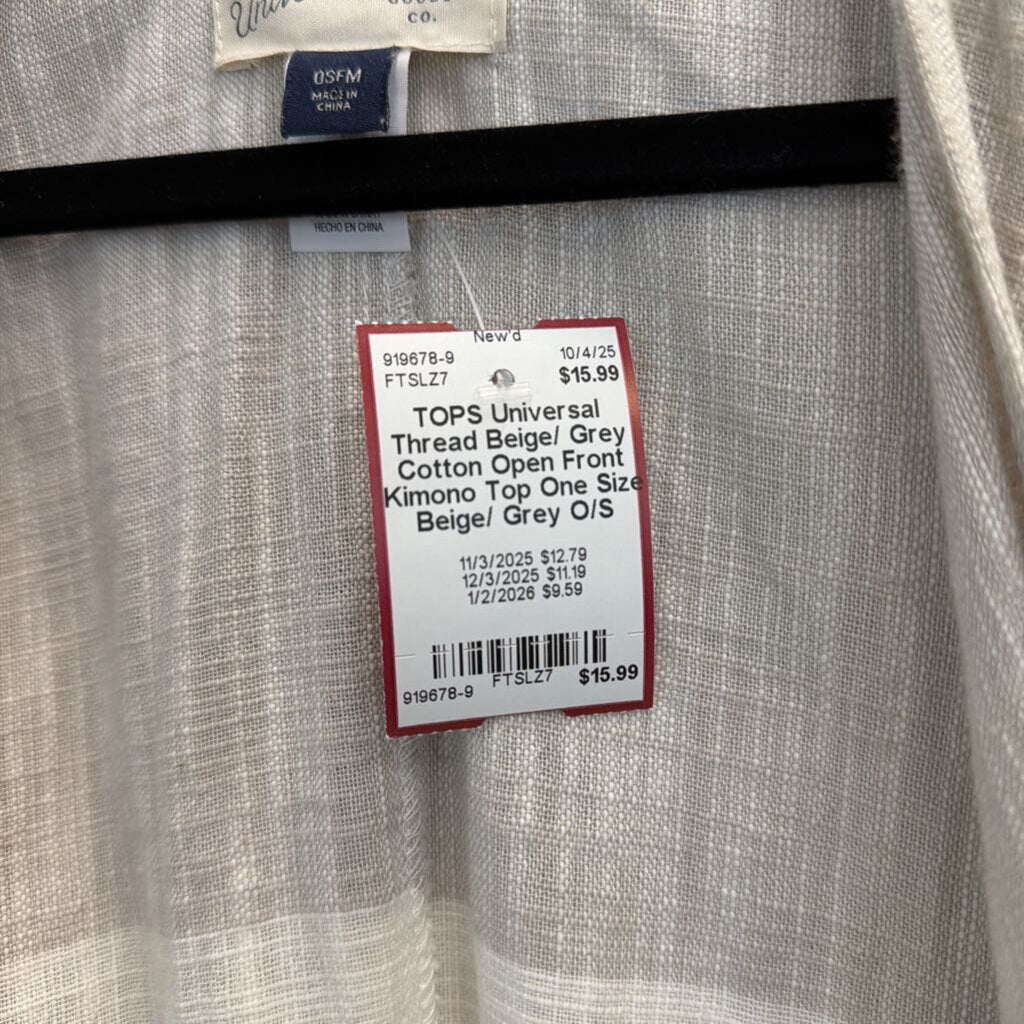 CO.
OSFM
MADE IN
CHINA
HECHO EN CHINA
New'd
919678-9 10/4/25
FTSLZ7 $15.99
TOPS Universal
Thread Beige/ Grey
Cotton Open Front
Kimono Top One Size
Beige/ Grey O/S
11/3/2025 $12.79
12/3/2025 $11.19
1/2/2026 $9.59
919678-9 FTSLZ7 $15.99